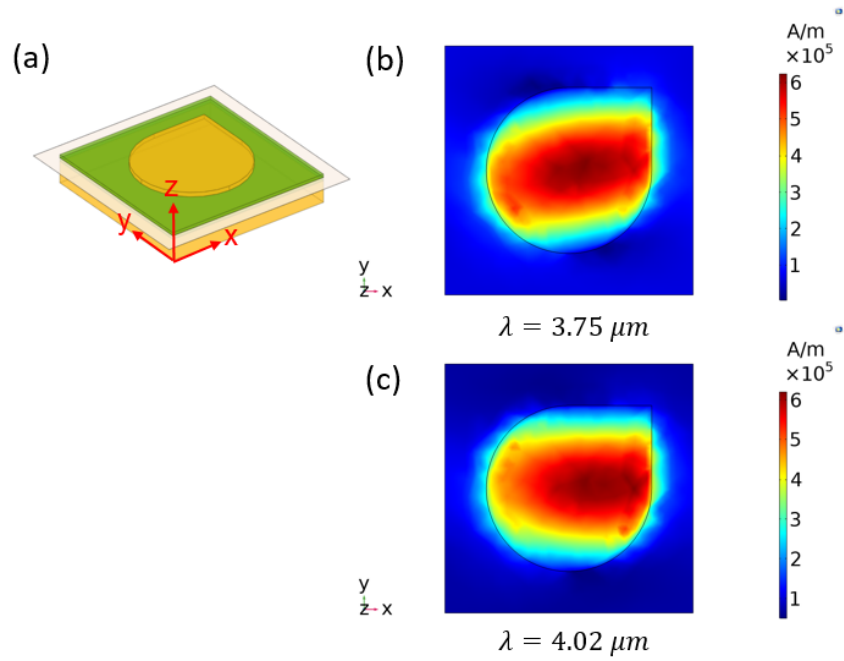 (a)
z
y
x
(b)
A/m
×10⁵
6
5
4
3
2
1
y
z x
λ = 3.75 μm
(c)
A/m
×10⁵
6
5
4
3
2
1
y
z x
λ = 4.02 μm